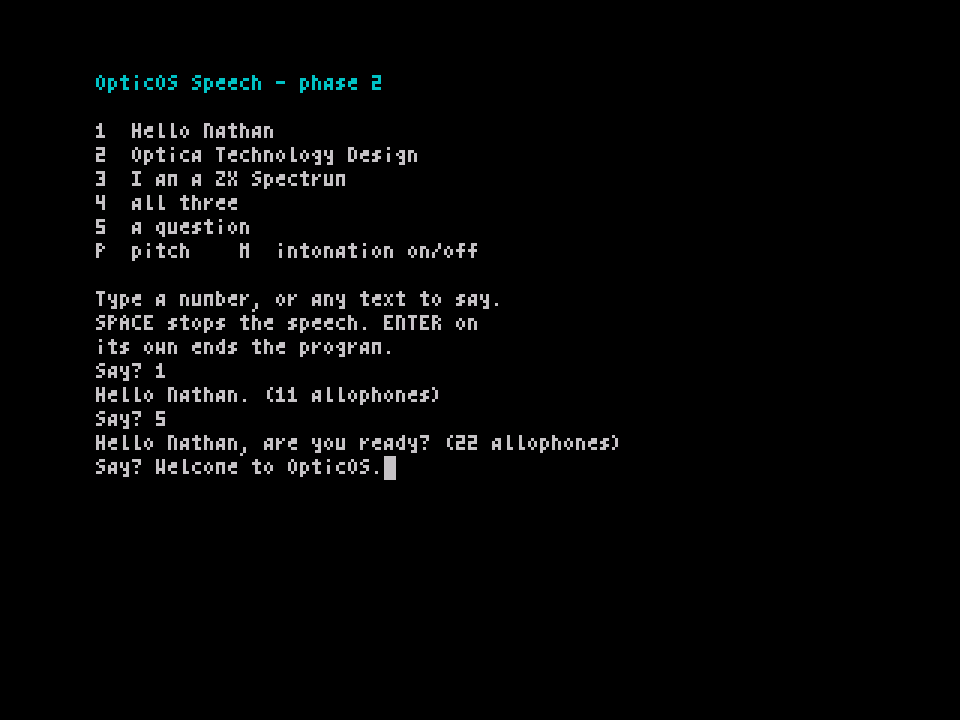 OpticOS Speech - phase 2
1 Hello Nathan
2 Optica Technology Design
3 I am a ZX Spectrum
4 all three
5 a question
P pitch M intonation on/off
Type a number, or any text to say.
SPACE stops the speech. ENTER on
its own ends the program.
Say? 1
Hello Nathan. (11 allophones)
Say? 5
Hello Nathan, are you ready? (22 allophones)
Say? Welcome to OpticOS.